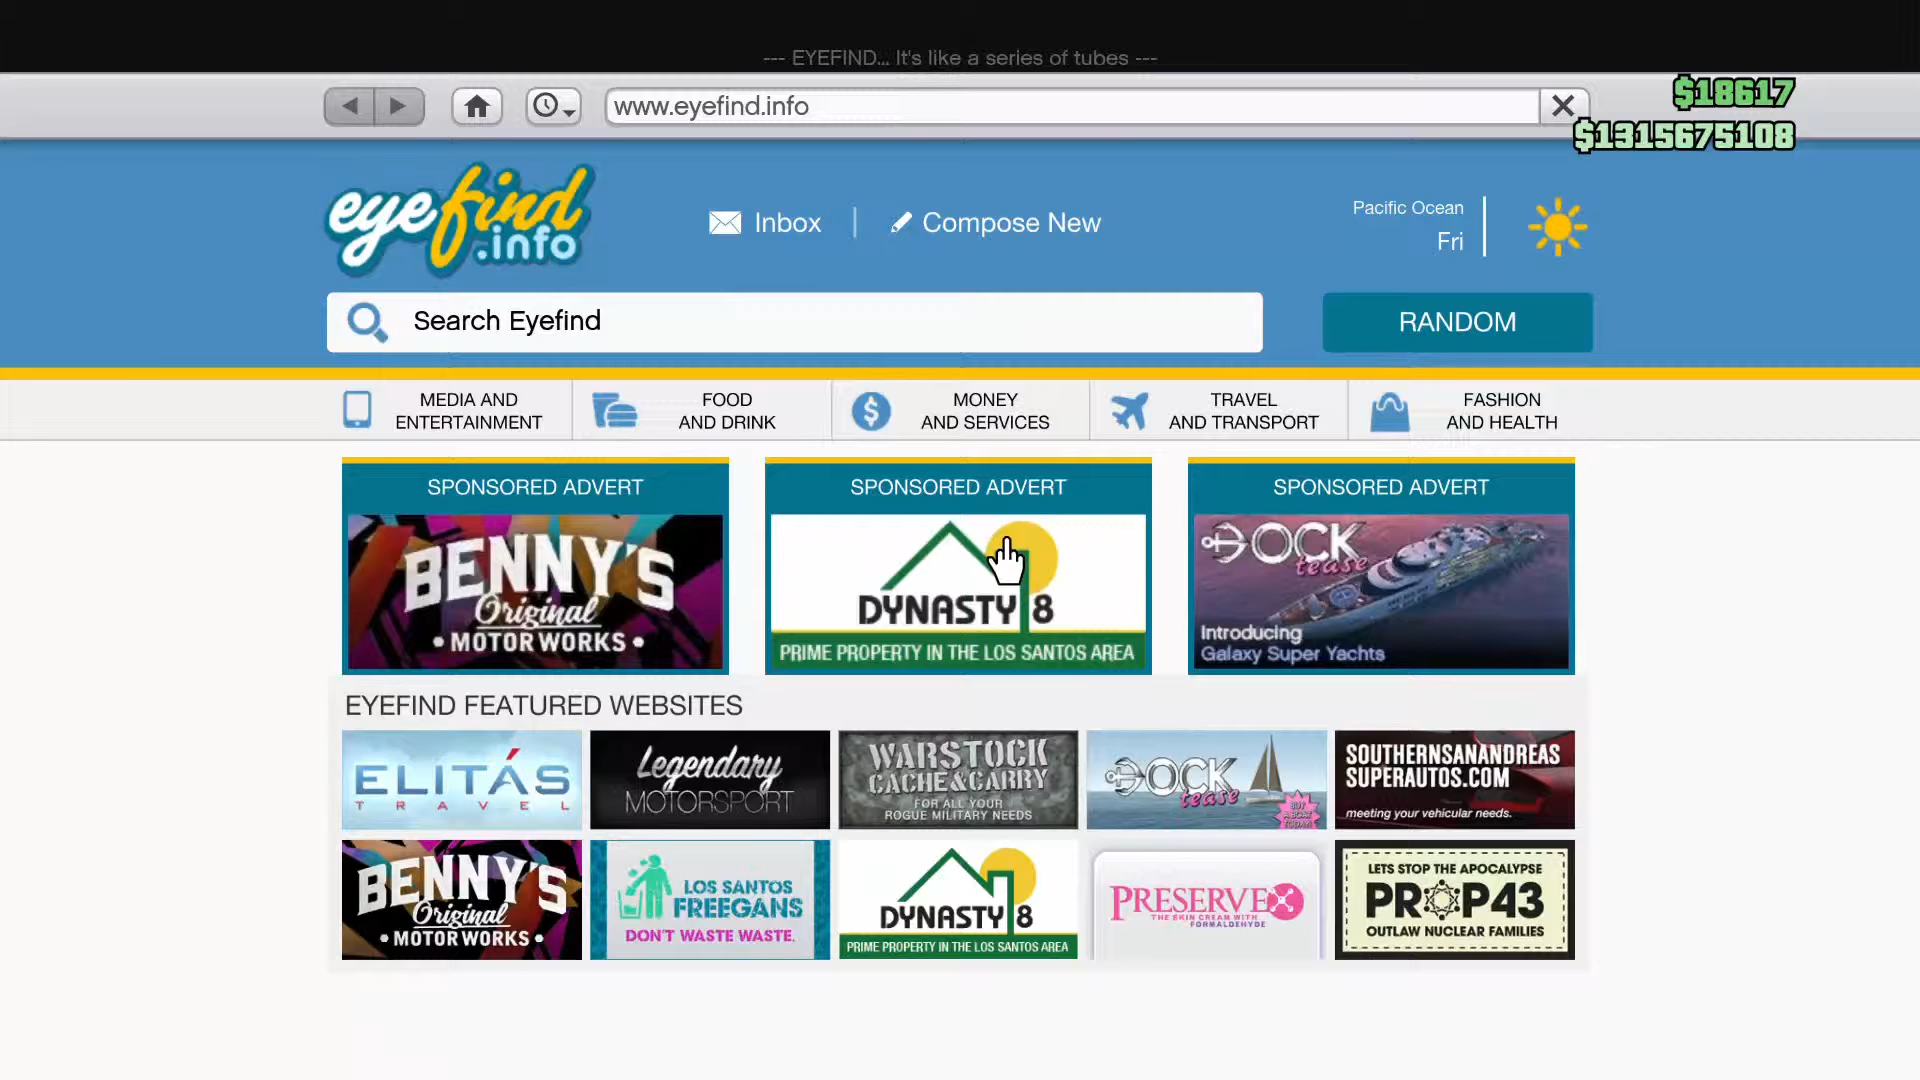 --- EYEFIND... It's like a series of tubes ---
www.eyefind.info
$18617
$1315675108
eyefind
.info
Inbox
Compose New
Pacific Ocean
Fri
Search Eyefind
RANDOM
MEDIA AND
ENTERTAINMENT
FOOD
AND DRINK
MONEY
AND SERVICES
TRAVEL
AND TRANSPORT
FASHION
AND HEALTH
SPONSORED ADVERT
BENNY'S
Original
• MOTORWORKS •
SPONSORED ADVERT
DYNASTY 8
PRIME PROPERTY IN THE LOS SANTOS AREA
SPONSORED ADVERT
DOCK
tease
Introducing
Galaxy Super Yachts
EYEFIND FEATURED WEBSITES
ELITÁS
TRAVEL
Legendary
MOTORSPORT
WARSTOCK
CACHE&CARRY
FOR ALL YOUR
ROGUE MILITARY NEEDS
DOCK
tease
BUY
A BOAT
TODAY!
SOUTHERNSANANDREAS
SUPERAUTOS.COM
meeting your vehicular needs.
BENNY'S
Original
• MOTORWORKS •
LOS SANTOS
FREEGANS
DON'T WASTE WASTE.
DYNASTY 8
PRIME PROPERTY IN THE LOS SANTOS AREA
PRESERVEX
THE SKIN CREAM WITH
FORMALDEHYDE
LETS STOP THE APOCALYPSE
PROP43
OUTLAW NUCLEAR FAMILIES